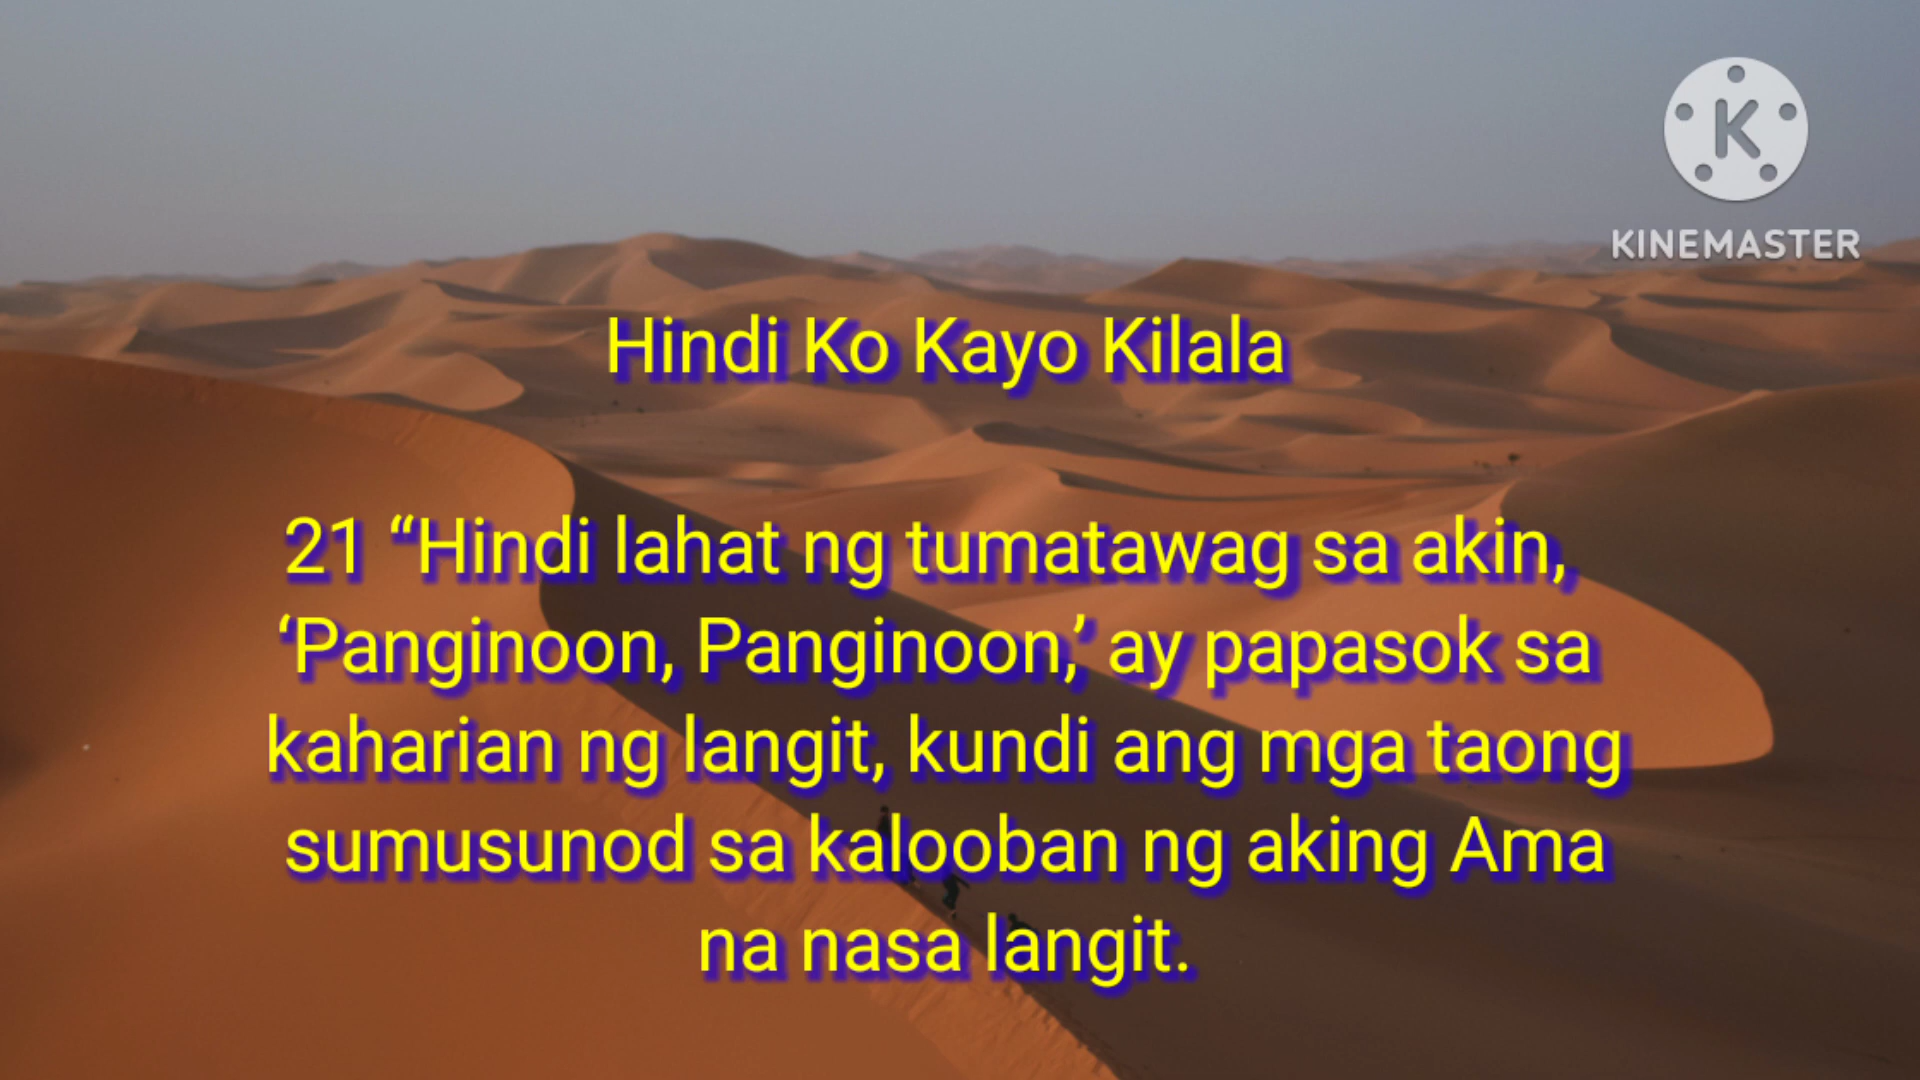 K
KINEMASTER
Hindi Ko Kayo Kilala
21 “Hindi lahat ng tumatawag sa akin,
‘Panginoon, Panginoon,’ ay papasok sa
kaharian ng langit, kundi ang mga taong
sumusunod sa kalooban ng aking Ama
na nasa langit.